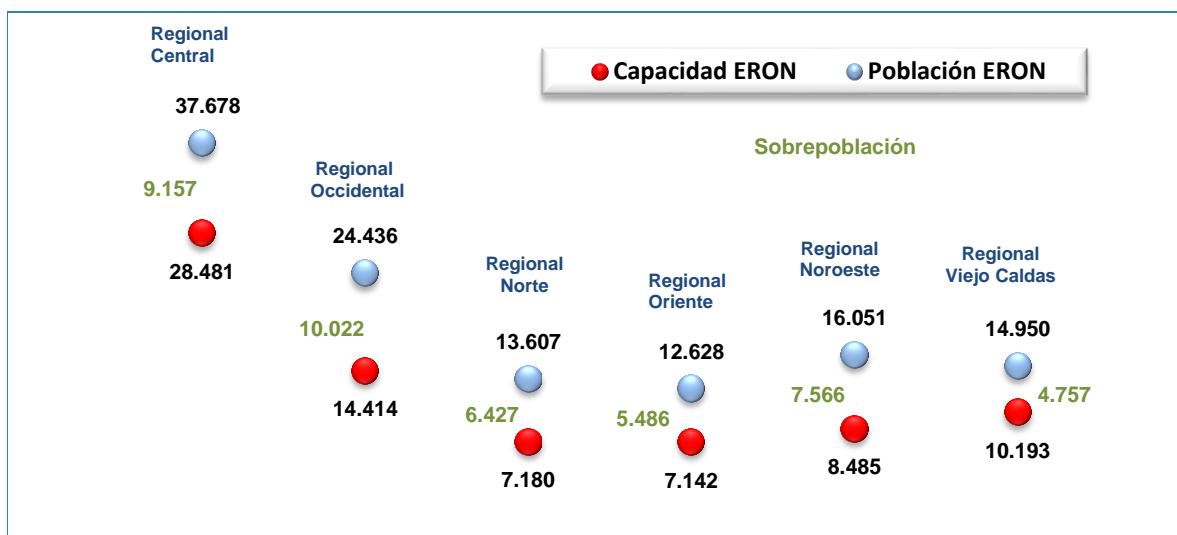 Regional
Central
Capacidad ERON
Población ERON
37.678
Sobrepoblación
9.157
28.481
Regional
Occidental
24.436
10.022
14.414
Regional
Norte
13.607
6.427
7.180
Regional
Oriente
12.628
5.486
7.142
Regional
Noroeste
16.051
7.566
8.485
Regional
Viejo Caldas
14.950
4.757
10.193